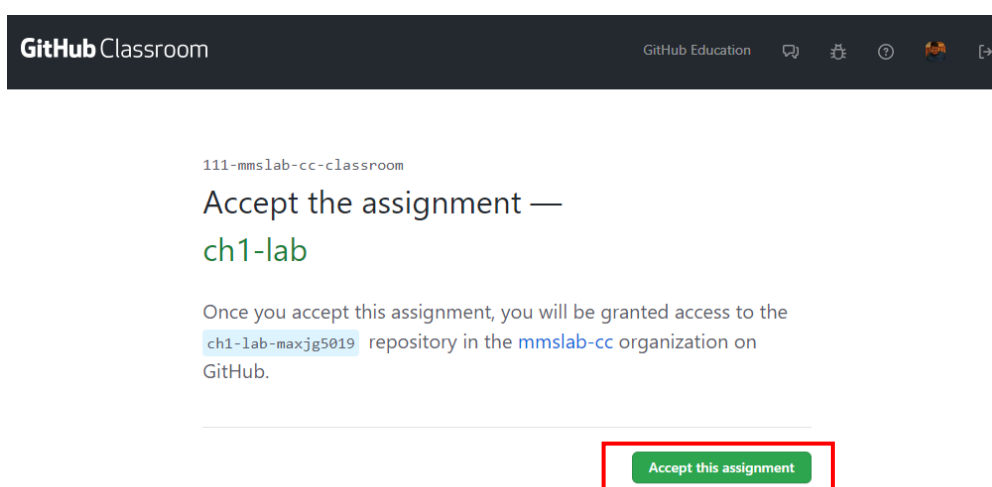 GitHub Classroom
GitHub Education
111-mmslab-cc-classroom
Accept the assignment —
ch1-lab
Once you accept this assignment, you will be granted access to the
ch1-lab-maxjg5019 repository in the mmslab-cc organization on
GitHub.
Accept this assignment